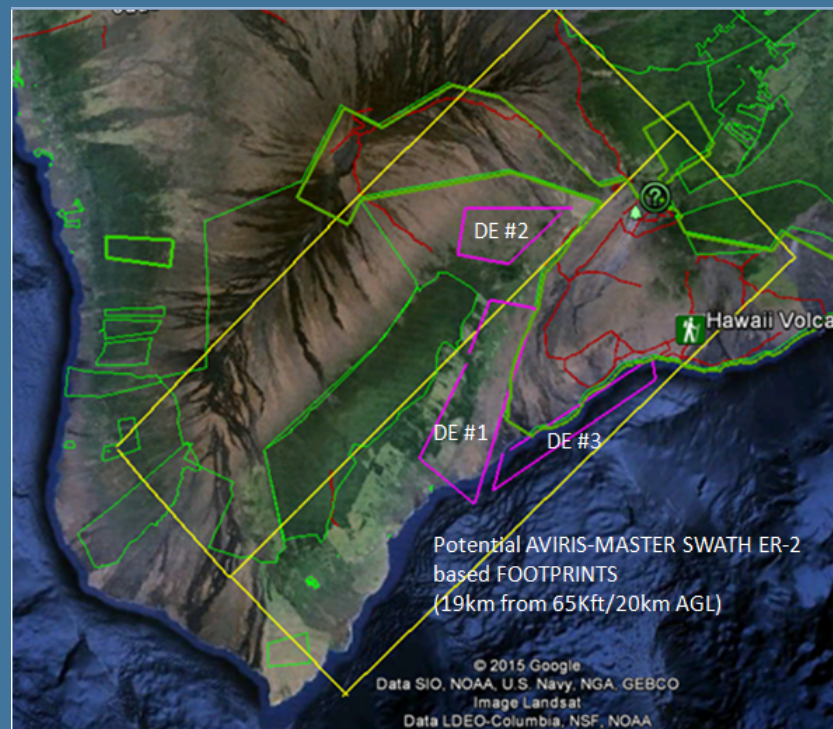 DE #2
Hawaii Volca
DE #1
DE #3
Potential AVIRIS-MASTER SWATH ER-2
based FOOTPRINTS
(19km from 65Kft/20km AGL)
© 2015 Google
Data SIO, NOAA, U.S. Navy, NGA, GEBCO
Image Landsat
Data LDEO-Columbia, NSF, NOAA